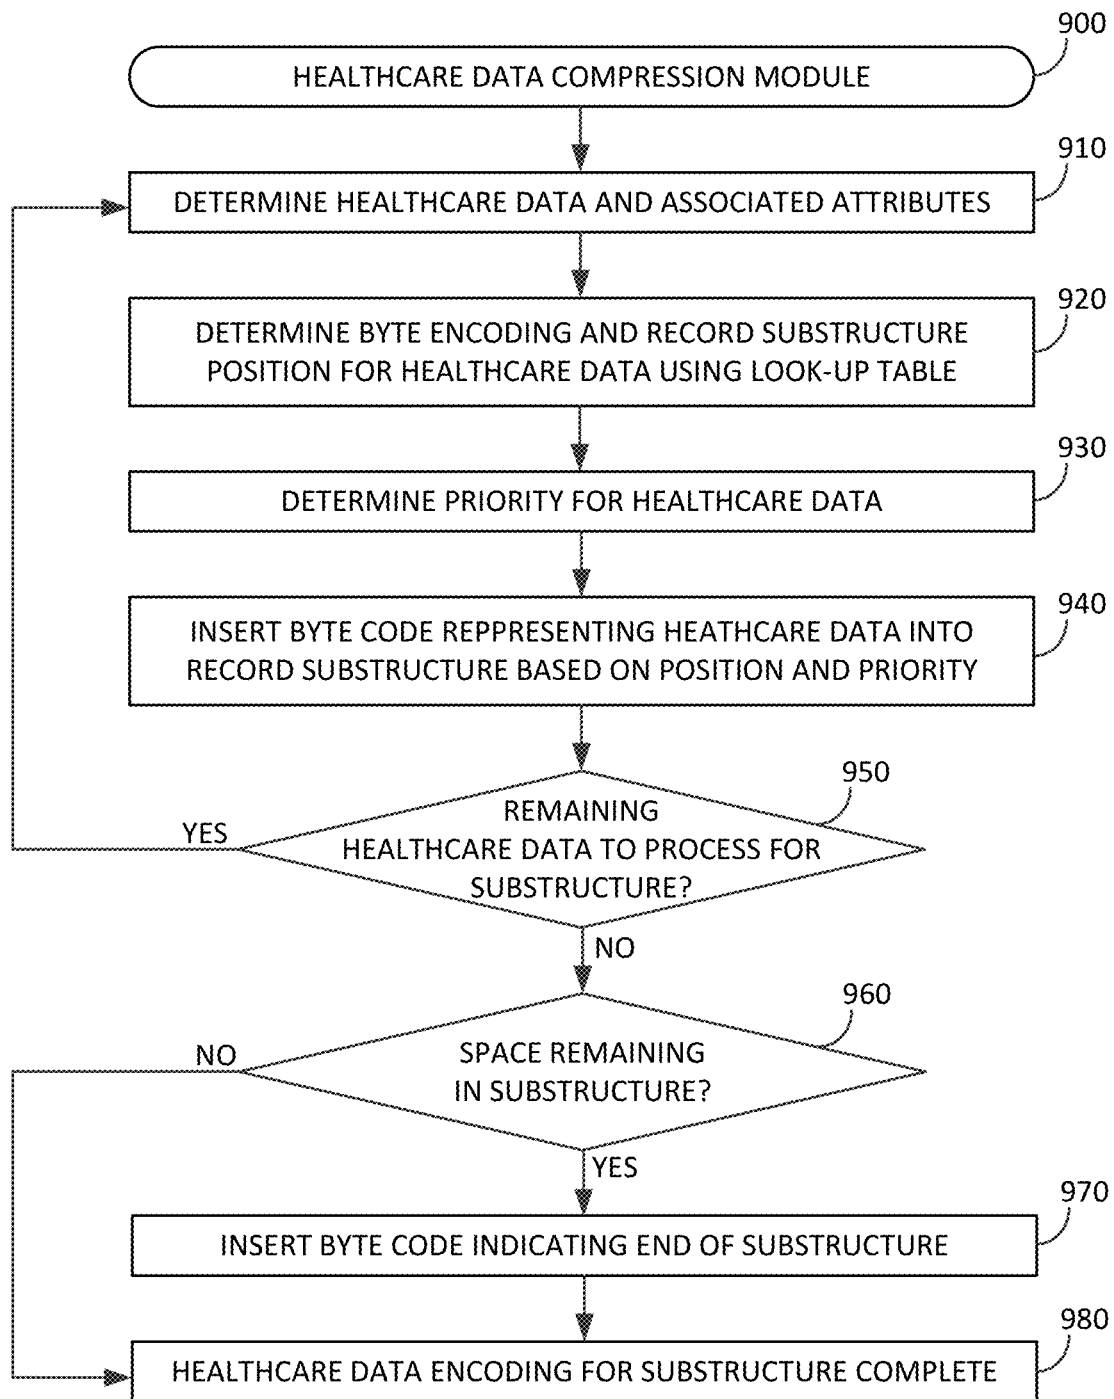 900
HEALTHCARE DATA COMPRESSION MODULE
910
DETERMINE HEALTHCARE DATA AND ASSOCIATED ATTRIBUTES
920
DETERMINE BYTE ENCODING AND RECORD SUBSTRUCTURE
POSITION FOR HEALTHCARE DATA USING LOOK-UP TABLE
930
DETERMINE PRIORITY FOR HEALTHCARE DATA
940
INSERT BYTE CODE REPPRESENTING HEATHCARE DATA INTO
RECORD SUBSTRUCTURE BASED ON POSITION AND PRIORITY
950
REMAINING
YES
HEALTHCARE DATA TO PROCESS FOR
SUBSTRUCTURE?
NO
960
NO
SPACE REMAINING
IN SUBSTRUCTURE?
YES
970
INSERT BYTE CODE INDICATING END OF SUBSTRUCTURE
980
HEALTHCARE DATA ENCODING FOR SUBSTRUCTURE COMPLETE